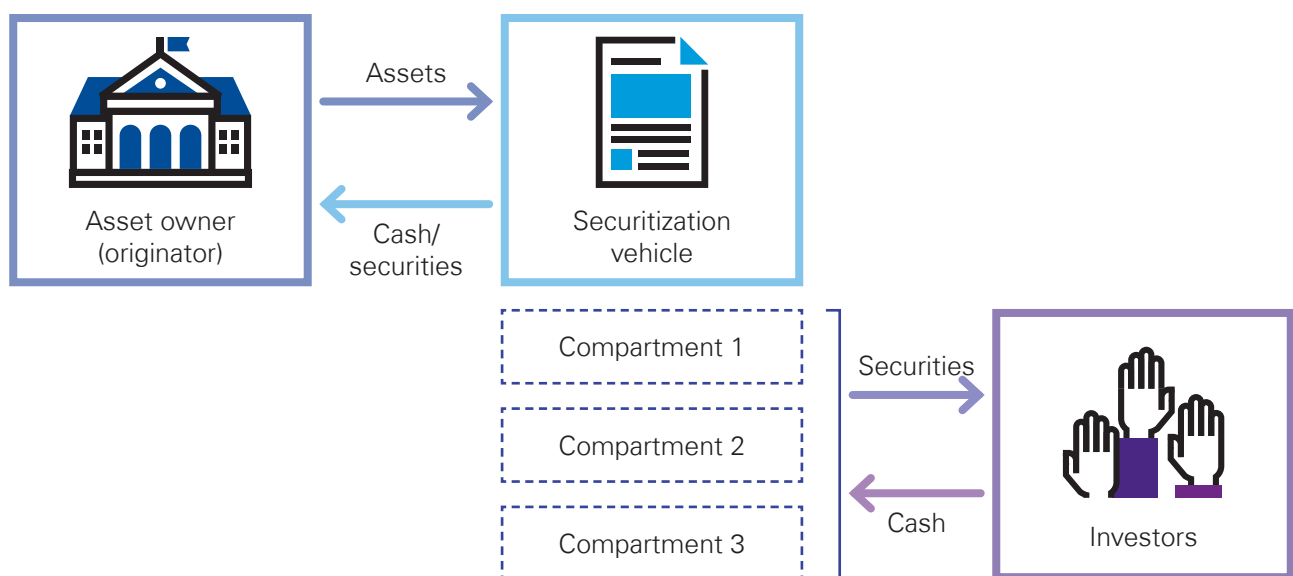 Assets
Asset owner
(originator)
Cash/
securities
Securitization
vehicle
Compartment 1
Compartment 2
Compartment 3
Securities
Cash
Investors